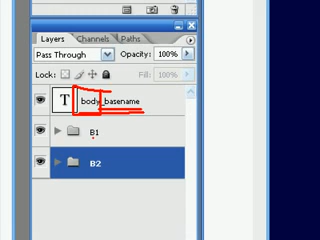 Layers Channels Paths
Pass Through Opacity: 100%
Lock: Fill: 100%
T body_basename
B1
B2